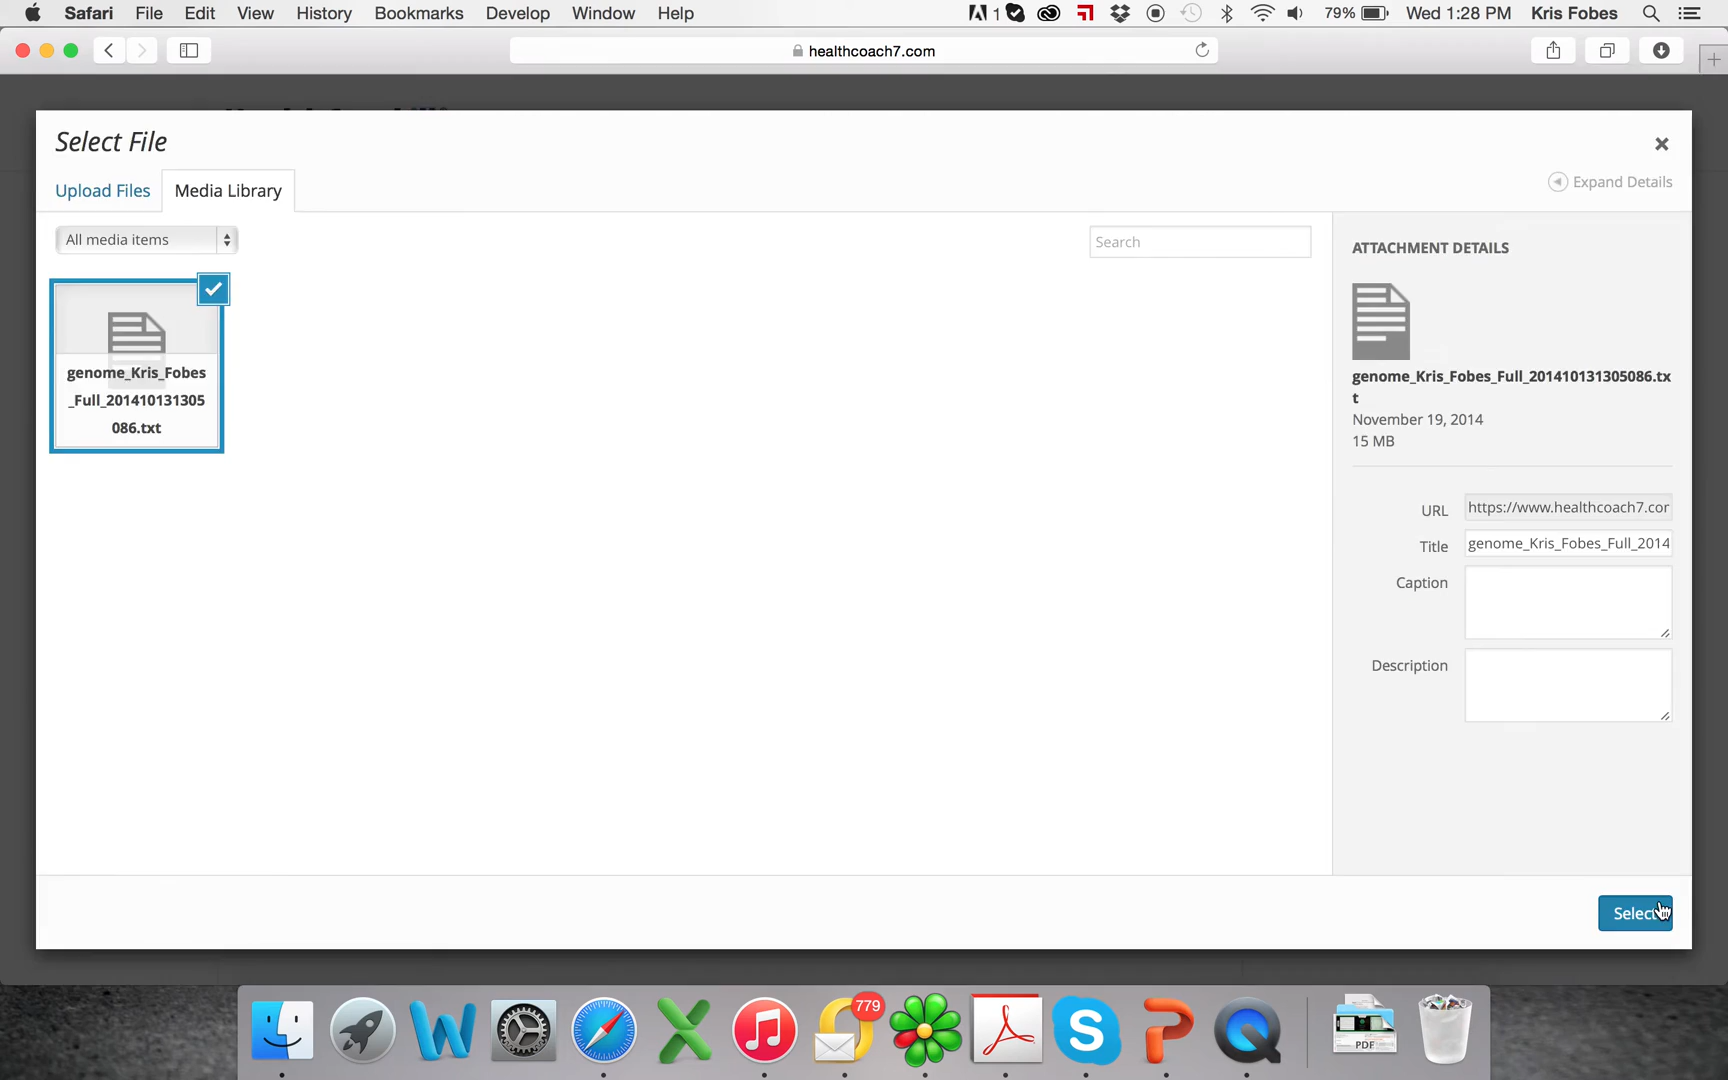 Safari File Edit View History Bookmarks Develop Window Help 1 79% Wed 1:28 PM Kris Fobes
healthcoach7.com
Select File
Expand Details
Upload Files Media Library
All media items
Search
genome_Kris_Fobes
_Full_201410131305
086.txt
ATTACHMENT DETAILS
genome_Kris_Fobes_Full_201410131305086.tx
t
November 19, 2014
15 MB
URL https://www.healthcoach7.cor
Title genome_Kris_Fobes_Full_2014
Caption
Description
Select
779
PDF